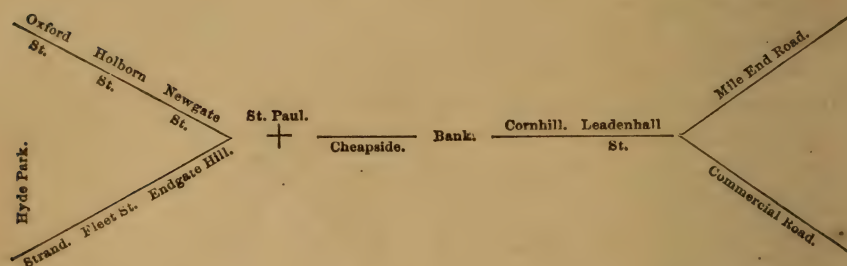 Oxford St.
Holborn St.
Newgate St.
Hyde Park.
Strand. Fleet St. Endgate Hill.
St. Paul.
Cheapside.
Bank.
Cornhill. Leadenhall St.
Mile End Road.
Commercial Road.